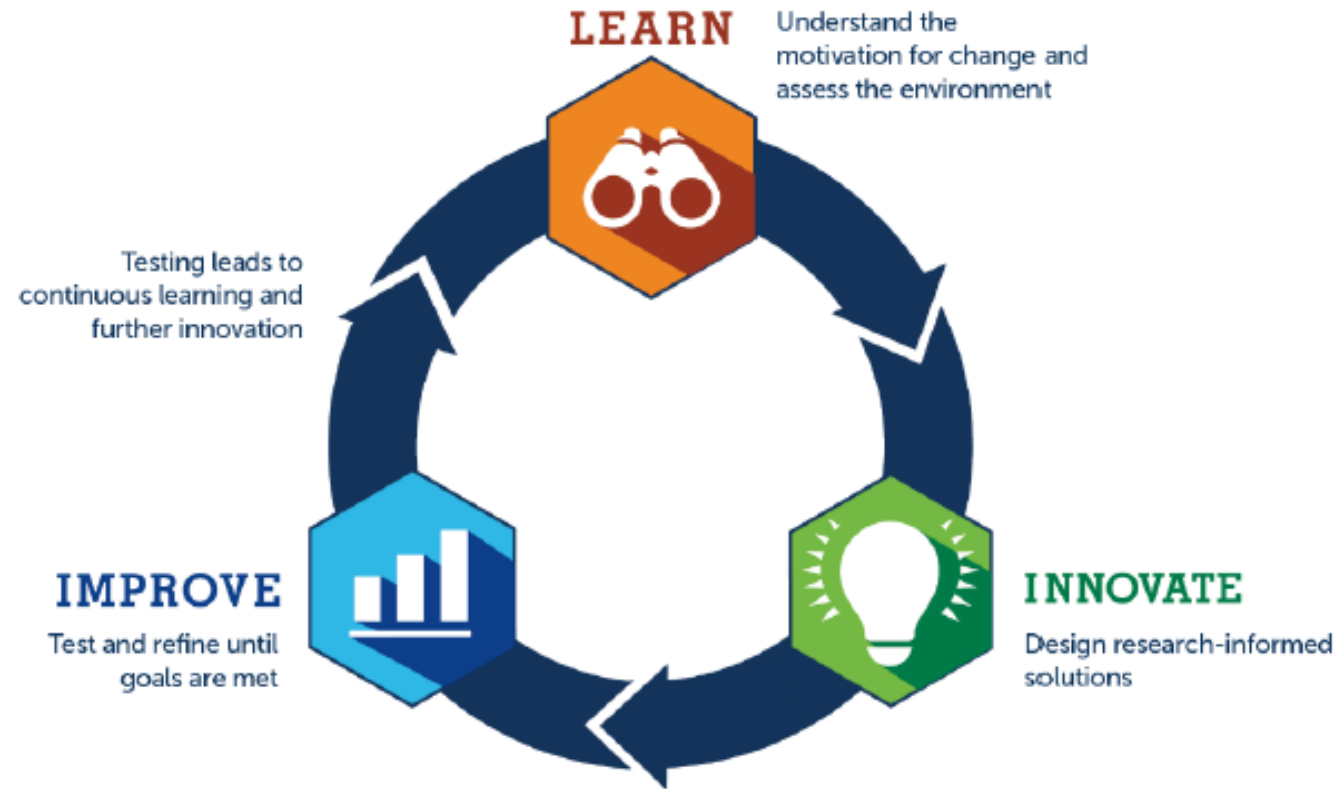 LEARN
Understand the
motivation for change and
assess the environment
Testing leads to
continuous learning and
further innovation
IMPROVE
Test and refine until
goals are met
INNOVATE
Design research-informed
solutions